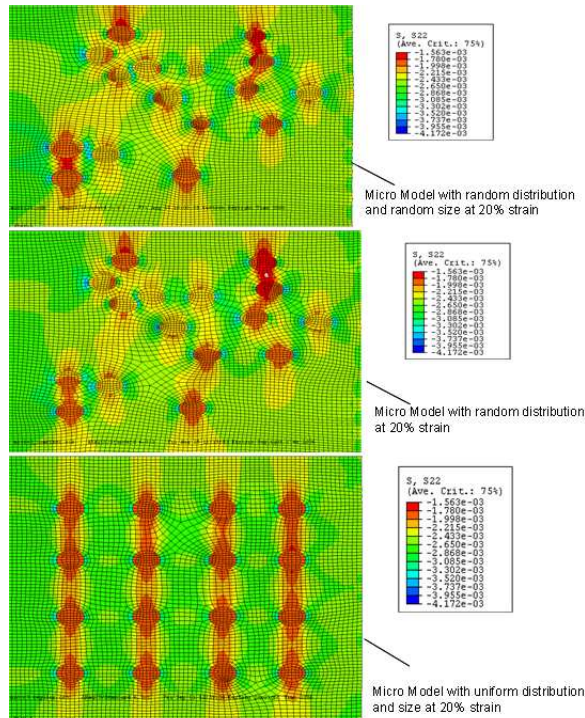 S, S22
(Ave. Crit.: 75%)
-1.563e-03
-1.780e-03
-1.998e-03
-2.215e-03
-2.433e-03
-2.650e-03
-2.868e-03
-3.085e-03
-3.302e-03
-3.520e-03
-3.737e-03
-3.955e-03
-4.172e-03
Micro Model with random distribution
and random size at 20% strain
S, S22
(Ave. Crit.: 75%)
-1.563e-03
-1.780e-03
-1.998e-03
-2.215e-03
-2.433e-03
-2.650e-03
-2.868e-03
-3.085e-03
-3.302e-03
-3.520e-03
-3.737e-03
-3.955e-03
-4.172e-03
Micro Model with random distribution
at 20% strain
S, S22
(Ave. Crit.: 75%)
-1.563e-03
-1.780e-03
-1.998e-03
-2.215e-03
-2.433e-03
-2.650e-03
-2.868e-03
-3.085e-03
-3.302e-03
-3.520e-03
-3.737e-03
-3.955e-03
-4.172e-03
Micro Model with uniform distribution
and size at 20% strain